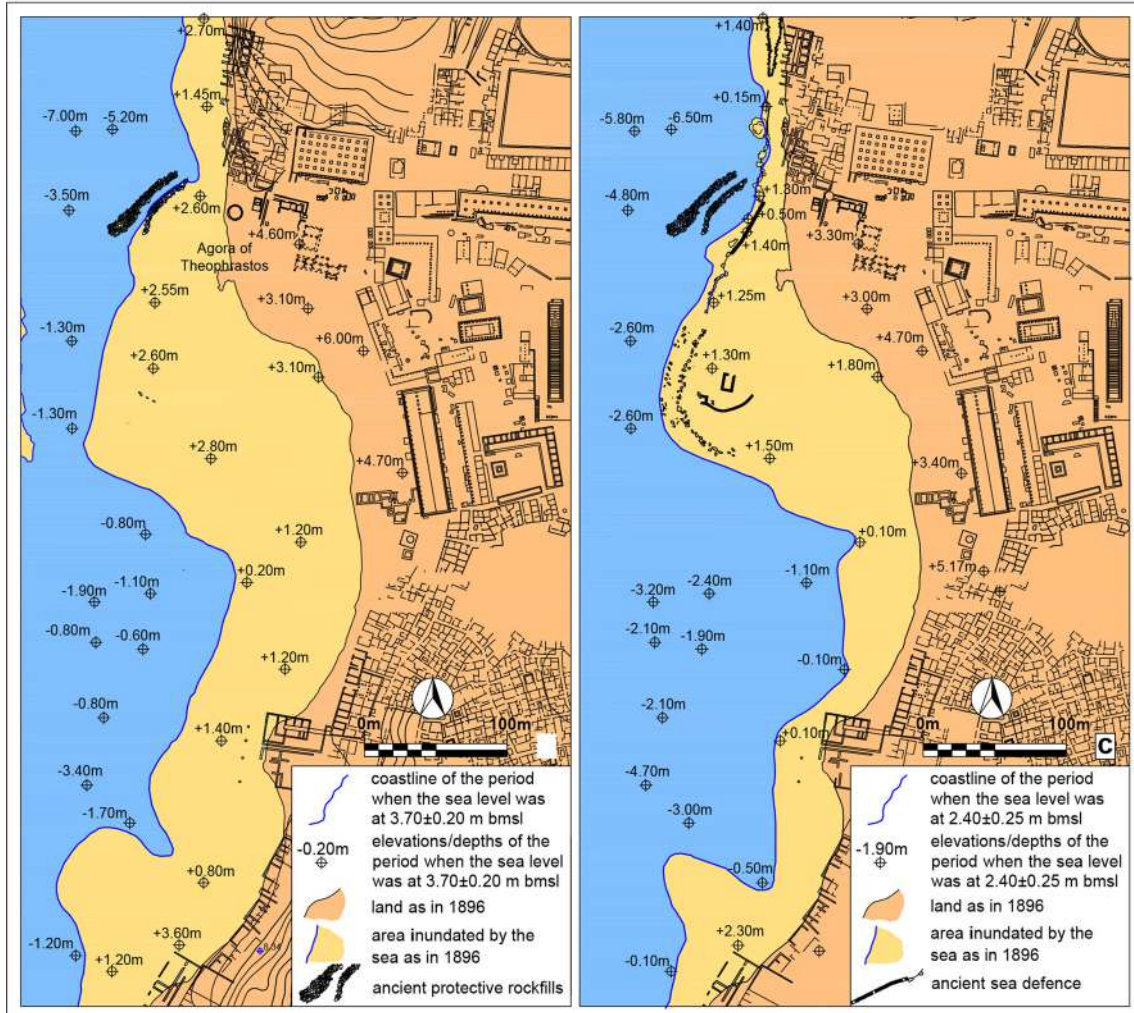 +2.70m
+1.45m
-7.00m
-5.20m
-3.50m
+2.60m
Agora of
Theophrastos
+4.60m
+2.55m
+3.10m
-1.30m
+6.00m
+2.60m
+3.10m
-1.30m
+2.80m
+4.70m
-0.80m
+1.20m
+0.20m
-1.90m
-1.10m
-0.80m
-0.60m
+1.20m
-0.80m
+1.40m
0m
100m
-3.40m
-1.70m
+0.80m
-1.20m
+1.20m
+3.60m
coastline of the period
when the sea level was
at 3.70±0.20 m bmsl
-0.20m
elevations/depths of the
period when the sea level
was at 3.70±0.20 m bmsl
land as in 1896
area inundated by the
sea as in 1896
ancient protective rockfills
+1.40m
+0.15m
-5.80m
-6.50m
-4.80m
+1.80m
+0.50m
+1.40m
+3.30m
+1.25m
+3.00m
-2.60m
+4.70m
+1.30m
+1.80m
-2.60m
+1.50m
+3.40m
+0.10m
-1.10m
+5.17m
-3.20m
-2.40m
-2.10m
-1.90m
-0.10m
-2.10m
+0.10m
0m
100m
C
-4.70m
-3.00m
-0.50m
+2.30m
-0.10m
coastline of the period
when the sea level was
at 2.40±0.25 m bmsl
-1.90m
elevations/depths of the
period when the sea level
was at 2.40±0.25 m bmsl
land as in 1896
area inundated by the
sea as in 1896
ancient sea defence